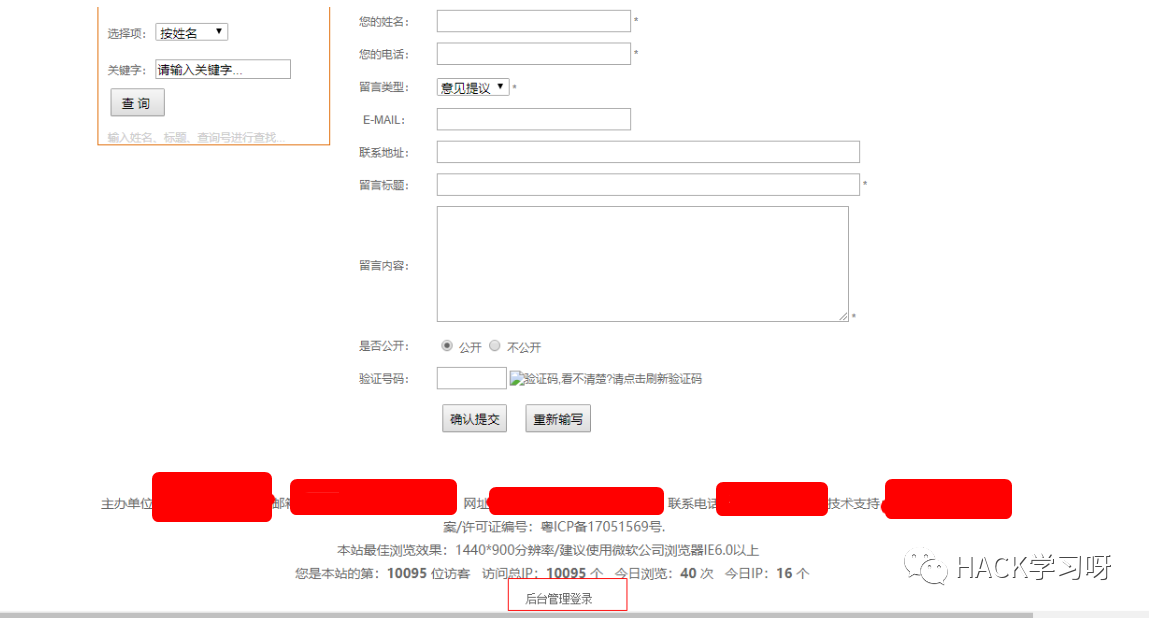 选择项： 按姓名
关键字： 请输入关键字...
查 询
输入姓名、标题、查询号进行查找...
您的姓名： *
您的电话： *
留言类型： 意见提议 *
E-MAIL：
联系地址：
留言标题： *
留言内容： *
是否公开： 公开 不公开
验证号码： 验证码,看不清楚?请点击刷新验证码
确认提交 重新输写
主办单位 邮箱 网址 联系电话 技术支持
案/许可证编号： 粤ICP备17051569号.
本站最佳浏览效果：1440*900分辨率/建议使用微软公司浏览器IE6.0以上
您是本站的第：10095 位访客 访问总IP：10095 个 今日浏览：40 次 今日IP：16 个
后台管理登录
HACK学习呀